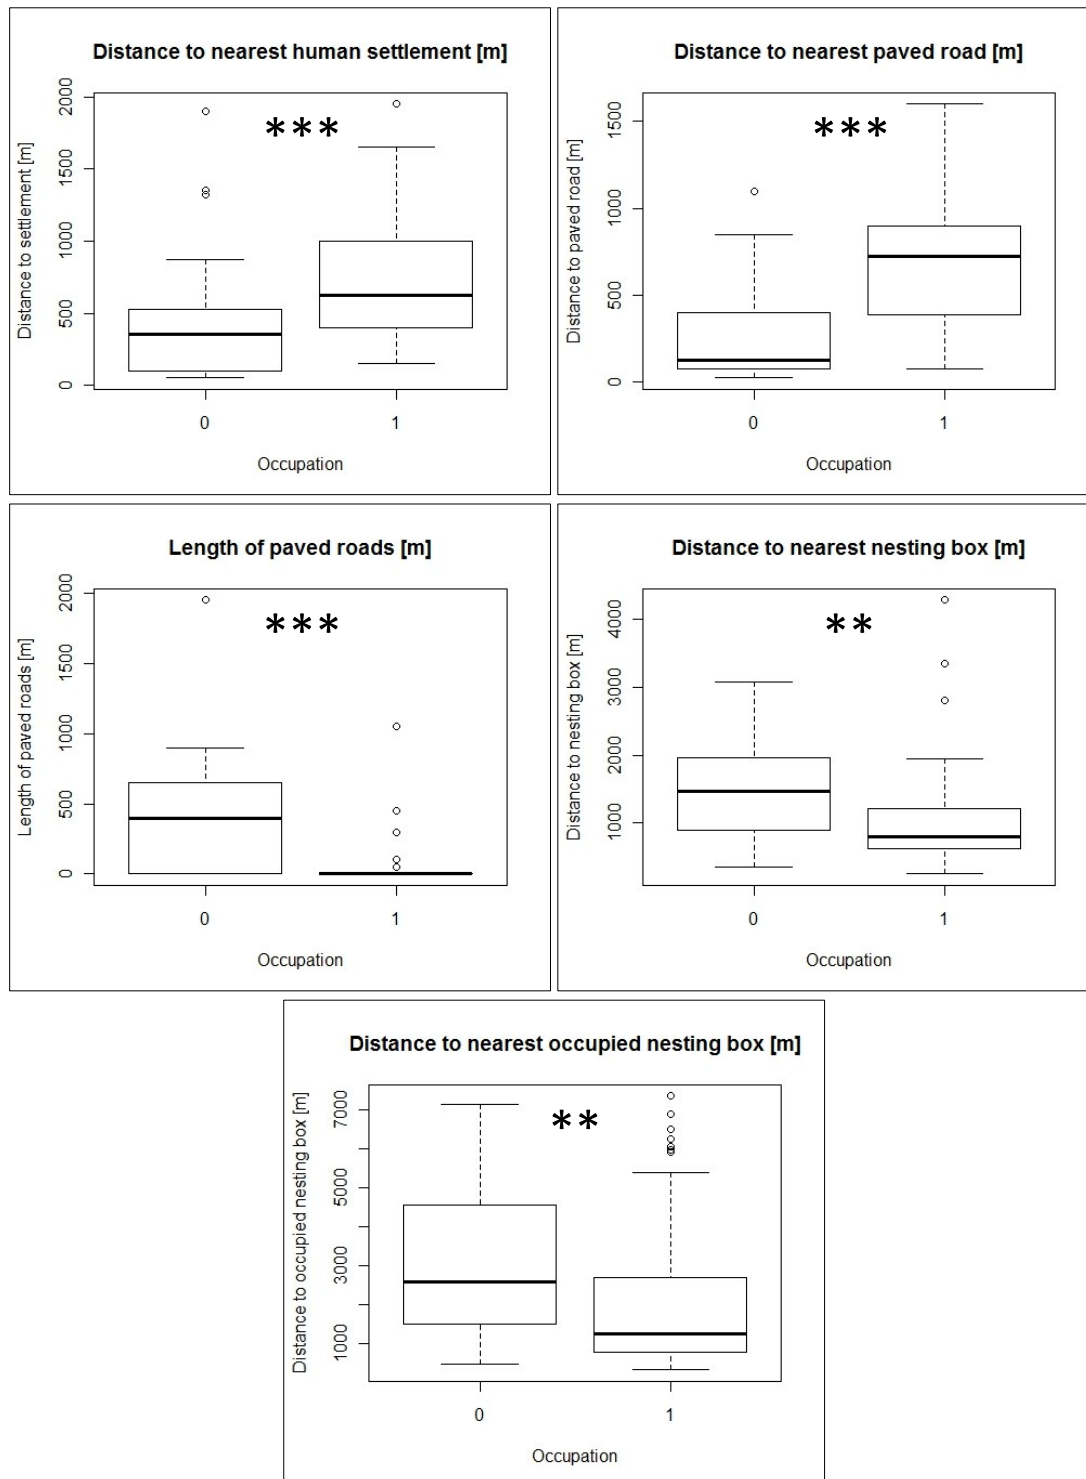 Distance to nearest human settlement [m]
***
Distance to settlement [m]
2000
1500
1000
500
0
0 1
Occupation
Distance to nearest paved road [m]
***
Distance to paved road [m]
1500
1000
500
0
0 1
Occupation
Length of paved roads [m]
***
Length of paved roads [m]
2000
1500
1000
500
0
0 1
Occupation
Distance to nearest nesting box [m]
**
Distance to nesting box [m]
4000
3000
2000
1000
0 1
Occupation
Distance to nearest occupied nesting box [m]
**
Distance to occupied nesting box [m]
7000
5000
3000
1000
0 1
Occupation